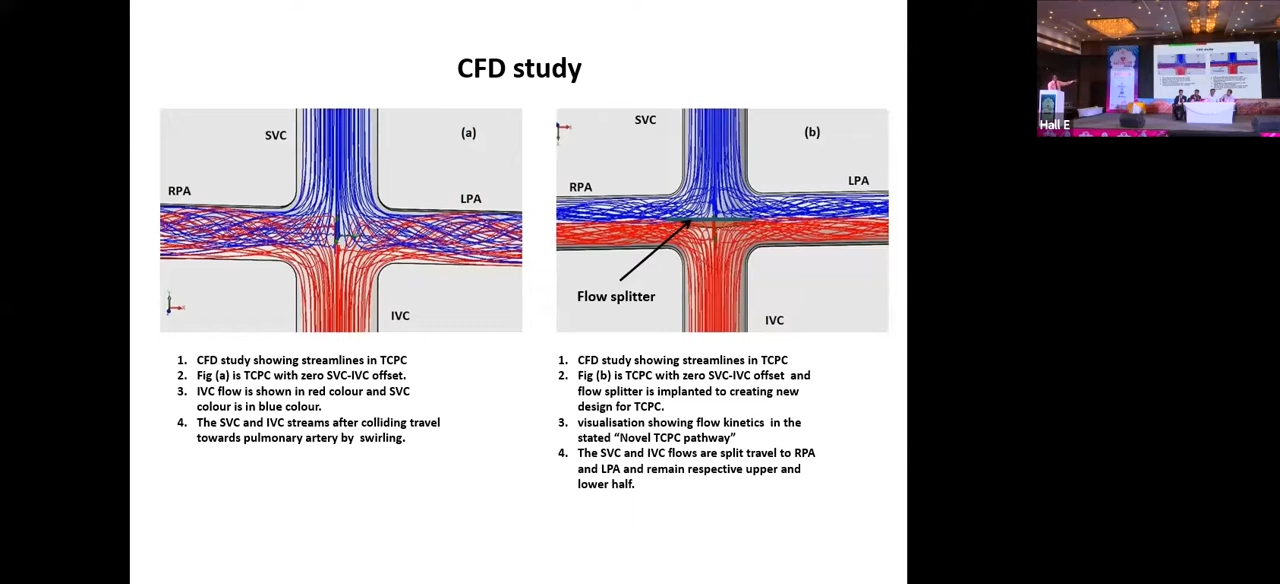 CFD study
SVC
(a)
RPA
LPA
IVC
SVC
(b)
RPA
LPA
Flow splitter
IVC
1. CFD study showing streamlines in TCPC
2. Fig (a) is TCPC with zero SVC-IVC offset.
3. IVC flow is shown in red colour and SVC
colour is in blue colour.
4. The SVC and IVC streams after colliding travel
towards pulmonary artery by swirling.
1. CFD study showing streamlines in TCPC
2. Fig (b) is TCPC with zero SVC-IVC offset and
flow splitter is implanted to creating new
design for TCPC.
3. visualisation showing flow kinetics in the
stated “Novel TCPC pathway”
4. The SVC and IVC flows are split travel to RPA
and LPA and remain respective upper and
lower half.
Hall E